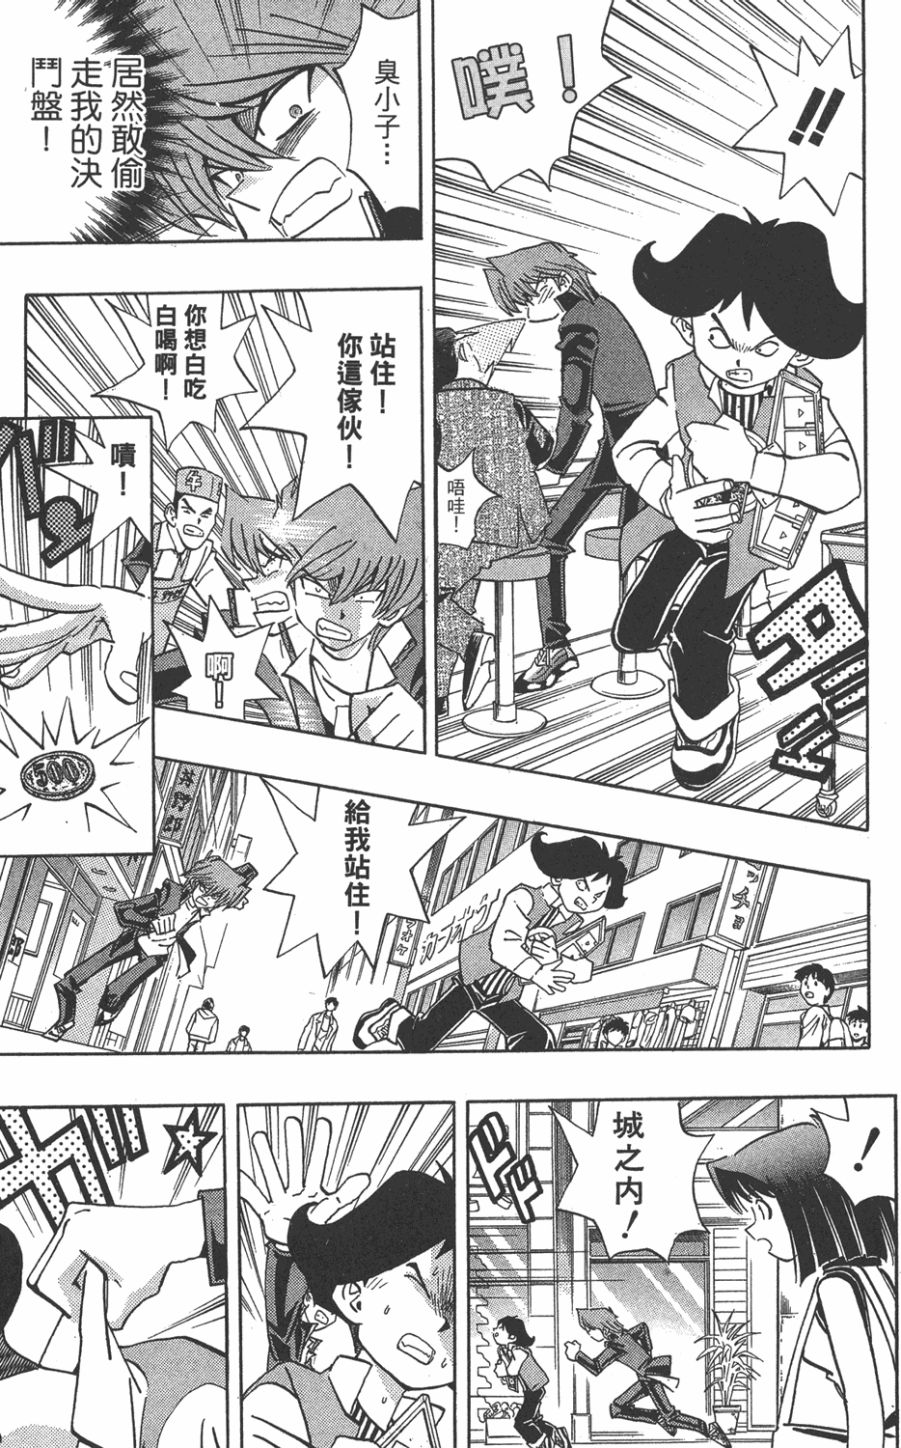 !!
噗！
唔哇！
臭小子…
居然敢偷
走我的決
鬥盤！
站住！
你這傢伙！
你想白吃
白喝啊！
啊！
嘖！
500
給我站住！
！
城之内！